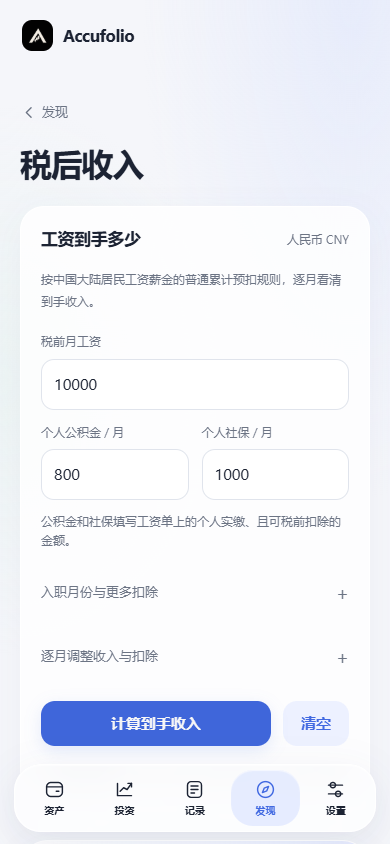 Accufolio
发现
税后收入
工资到手多少 人民币 CNY
按中国大陆居民工资薪金的普通累计预扣规则，逐月看清
到手收入。
税前月工资
10000
个人公积金 / 月 个人社保 / 月
800 1000
公积金和社保填写工资单上的个人实缴、且可税前扣除的
金额。
入职月份与更多扣除 +
逐月调整收入与扣除 +
计算到手收入 清空
资产 投资 记录 发现 设置